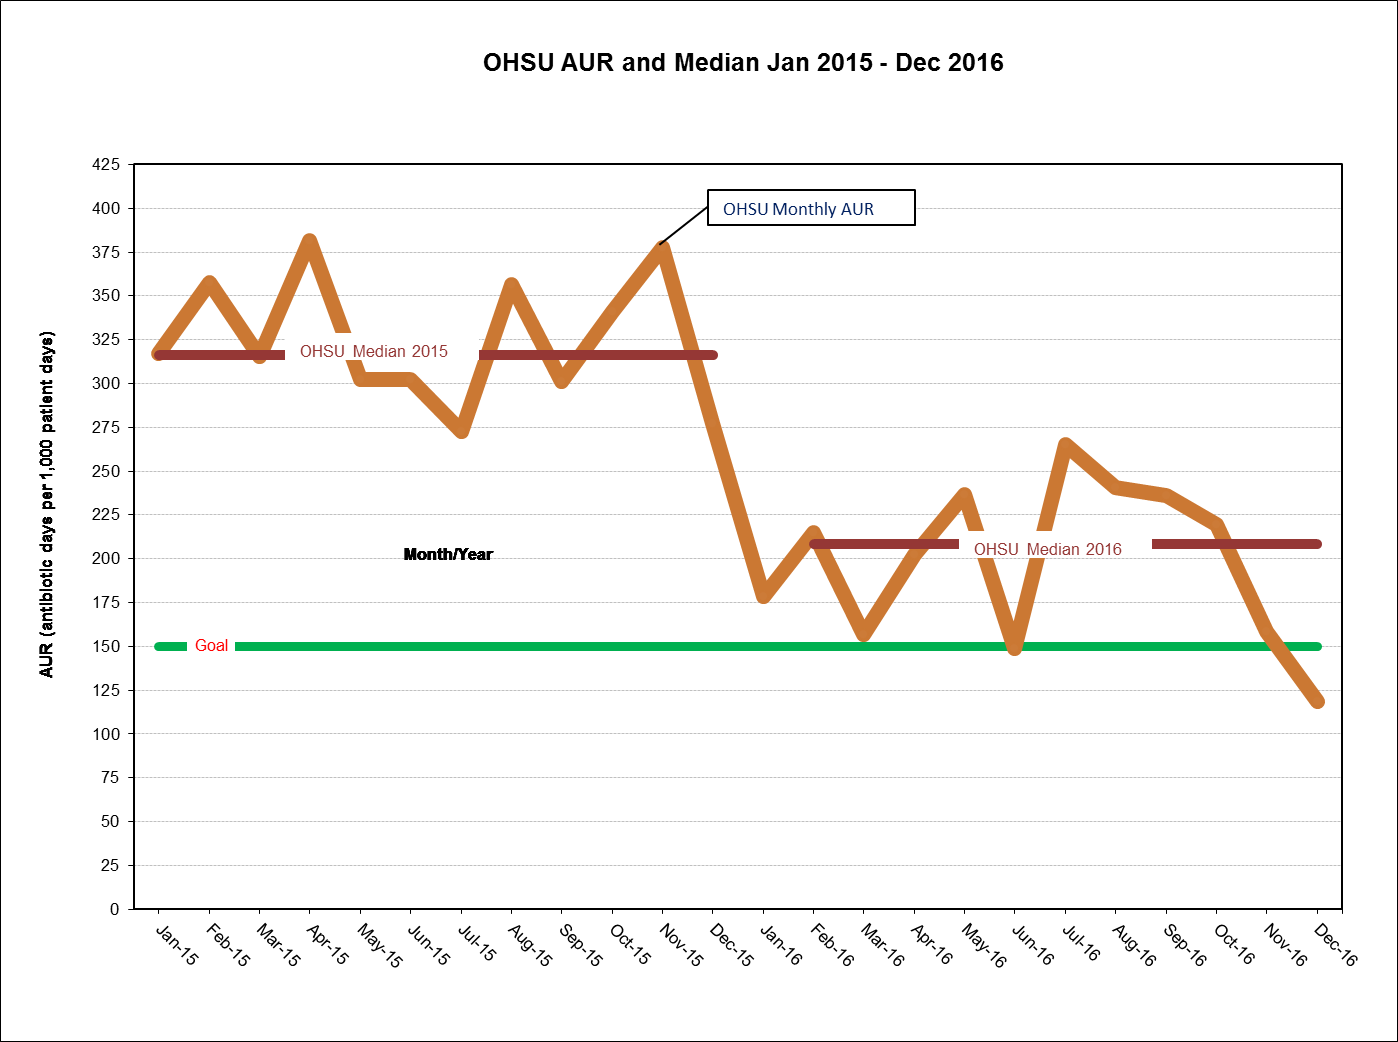 OHSU AUR and Median Jan 2015 - Dec 2016
425
400
375
350
325
300
275
250
225
200
175
150
125
100
75
50
25
0
AUR (antibiotic days per 1,000 patient days)
OHSU Monthly AUR
OHSU Median 2015
Month/Year
OHSU Median 2016
Goal
Jan-15
Feb-15
Mar-15
Apr-15
May-15
Jun-15
Jul-15
Aug-15
Sep-15
Oct-15
Nov-15
Dec-15
Jan-16
Feb-16
Mar-16
Apr-16
May-16
Jun-16
Jul-16
Aug-16
Sep-16
Oct-16
Nov-16
Dec-16